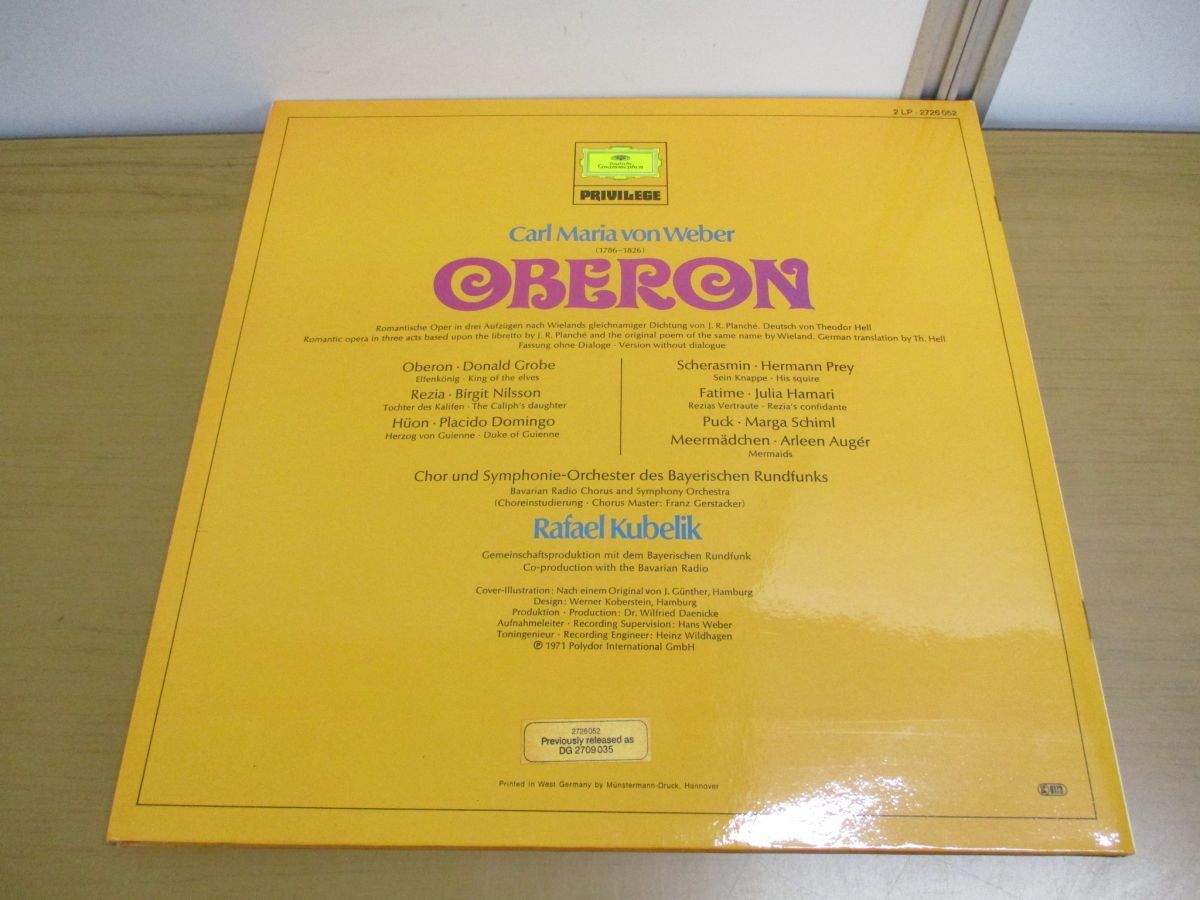 2 LP · 2726 052
Deutsche
Grammophon
PRIVILEGE
Carl Maria von Weber
(1786–1826)
OBERON
Romantische Oper in drei Aufzügen nach Wielands gleichnamiger Dichtung von J. R. Planché. Deutsch von Theodor Hell
Romantic opera in three acts based upon the libretto by J. R. Planché and the original poem of the same name by Wieland. German translation by Th. Hell
Fassung ohne Dialoge · Version without dialogue
Oberon · Donald Grobe
Elfenkönig · King of the elves
Rezia · Birgit Nilsson
Tochter des Kalifen · The Caliph's daughter
Hüon · Placido Domingo
Herzog von Guienne · Duke of Guienne
Scherasmin · Hermann Prey
Sein Knappe · His squire
Fatime · Julia Hamari
Rezias Vertraute · Rezia's confidante
Puck · Marga Schiml
Meermädchen · Arleen Augér
Mermaids
Chor und Symphonie-Orchester des Bayerischen Rundfunks
Bavarian Radio Chorus and Symphony Orchestra
(Choreinstudierung · Chorus Master: Franz Gerstacker)
Rafael Kubelik
Gemeinschaftsproduktion mit dem Bayerischen Rundfunk
Co-production with the Bavarian Radio
Cover-Illustration: Nach einem Original von J. Günther, Hamburg
Design: Werner Koberstein, Hamburg
Produktion · Production: Dr. Wilfried Daenicke
Aufnahmeleiter · Recording Supervision: Hans Weber
Toningenieur · Recording Engineer: Heinz Wildhagen
℗ 1971 Polydor International GmbH
2726 052
Previously released as
DG 2709 035
Printed in West Germany by Münstermann-Druck, Hannover